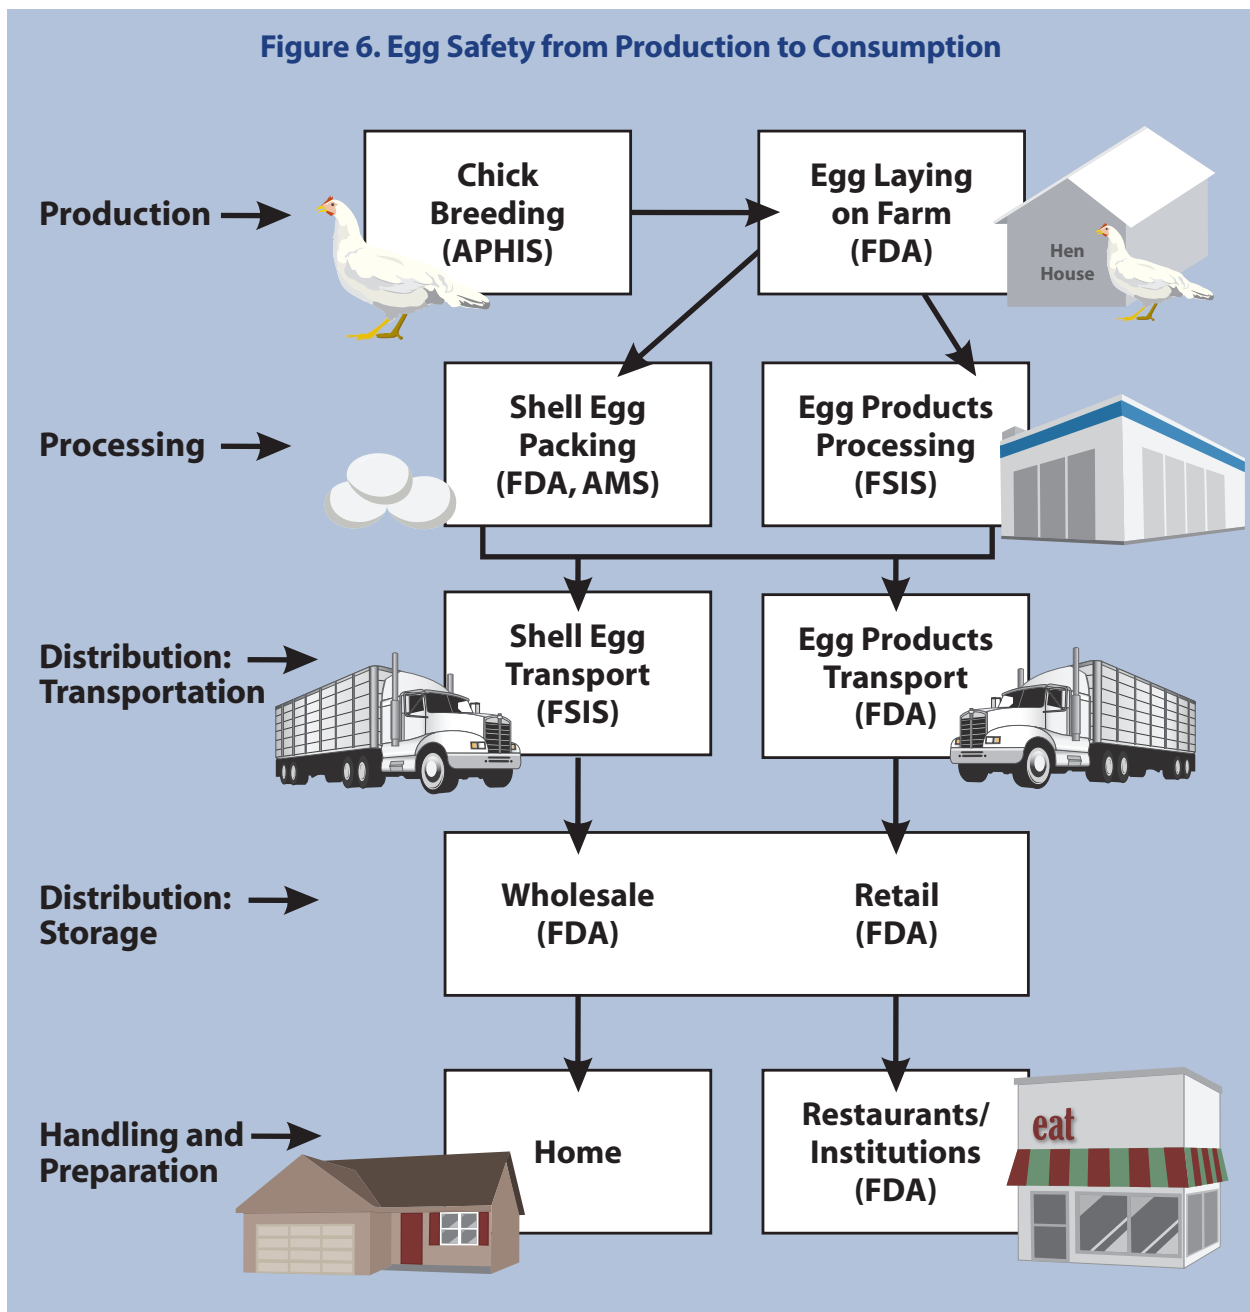 Figure 6. Egg Safety from Production to Consumption
Production
Chick
Breeding
(APHIS)
Egg Laying
on Farm
(FDA)
Hen
House
Processing
Shell Egg
Packing
(FDA, AMS)
Egg Products
Processing
(FSIS)
Distribution:
Transportation
Shell Egg
Transport
(FSIS)
Egg Products
Transport
(FDA)
Distribution:
Storage
Wholesale
(FDA)
Retail
(FDA)
Handling and
Preparation
Home
Restaurants/
Institutions
(FDA)
eat